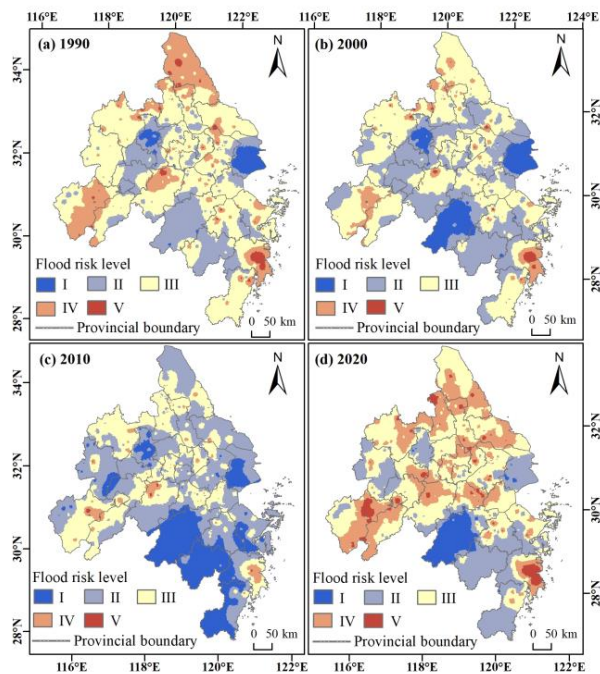 116°E 118°E 120°E 122°E 116°E 118°E 120°E 122°E 124°E
(a) 1990
N
(b) 2000
N
34°N
32°N
30°N
28°N
32°N
30°N
28°N
Flood risk level
I II III
IV V
Provincial boundary
0 50 km
Flood risk level
I II III
IV V
Provincial boundary
0 50 km
(c) 2010
N
(d) 2020
N
34°N
32°N
30°N
28°N
32°N
30°N
28°N
Flood risk level
I II III
IV V
Provincial boundary
0 50 km
Flood risk level
I II III
IV V
Provincial boundary
0 50 km
116°E 118°E 120°E 122°E 116°E 118°E 120°E 122°E